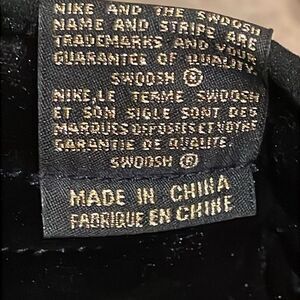 NIKE AND THE SWOOSH
NAME AND STRIPE ARE
TRADEMARKS AND YOUR
GUARANTEE OF QUALITY.
SWOOSH ®
NIKE, LE TERME SWOOSH
ET SON SIGLE SONT DES
MARQUES DEPOSEES ET VOTRE
GARANTIE DE QUALITE.
SWOOSH ®
MADE IN CHINA
FABRIQUE EN CHINE